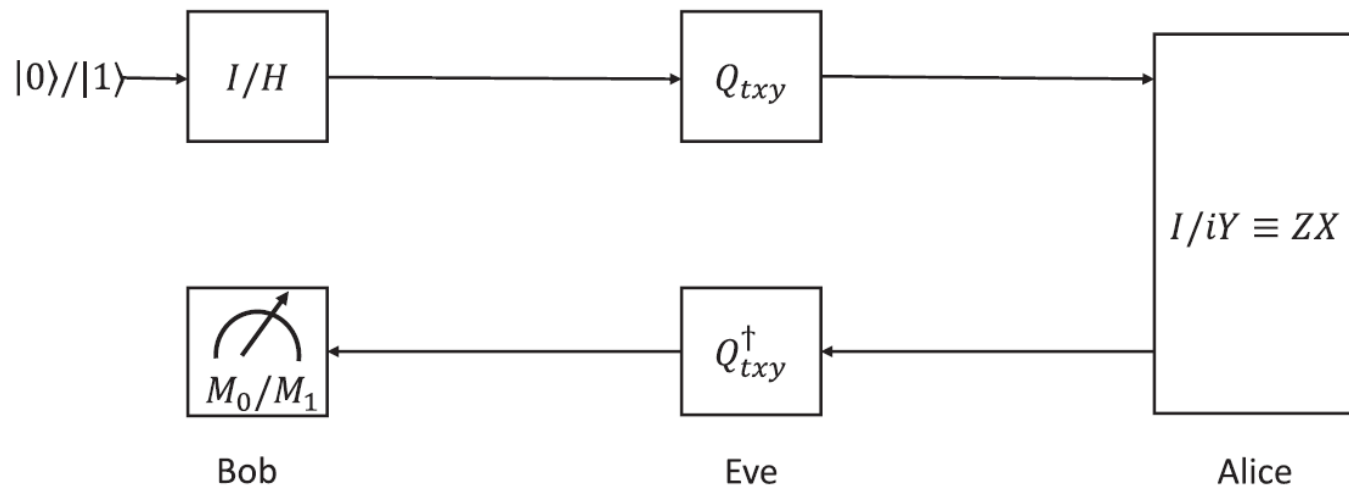 |0⟩/|1⟩ I/H Q_{txy}
I/iY ≡ ZX
M_0/M_1 Q_{txy}^†
Bob Eve Alice